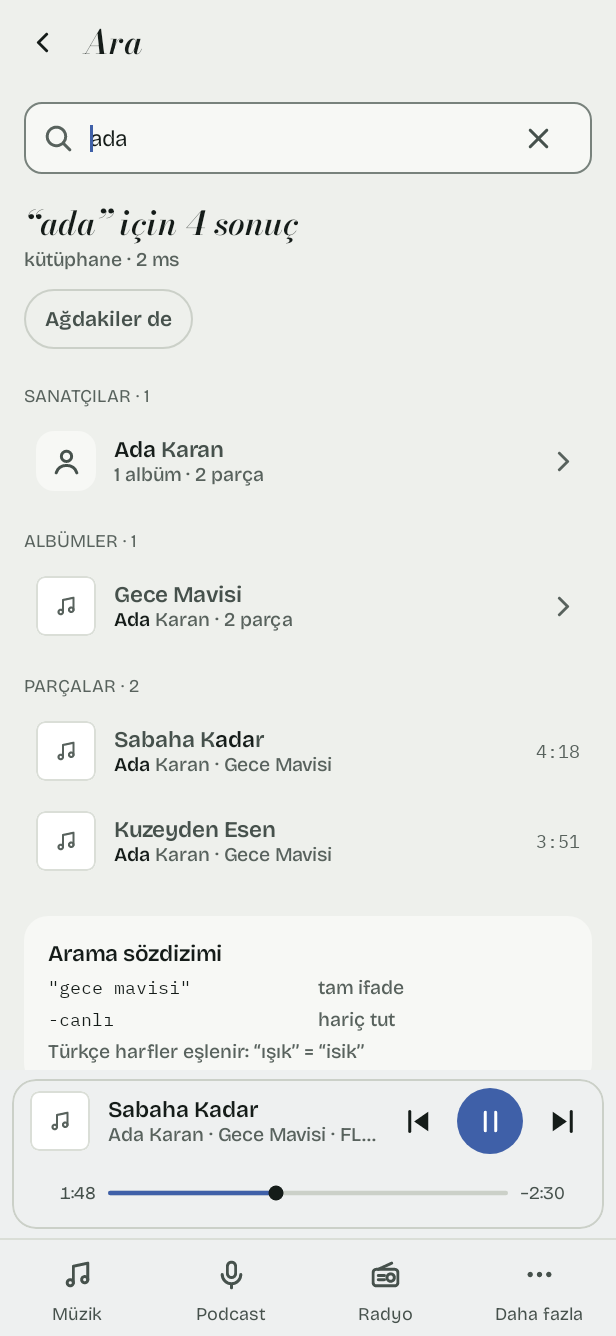 Ara
ada
“ada” için 4 sonuç
kütüphane · 2 ms
Ağdakiler de
SANATÇILAR · 1
Ada Karan
1 albüm · 2 parça
ALBÜMLER · 1
Gece Mavisi
Ada Karan · 2 parça
PARÇALAR · 2
Sabaha Kadar
4:18
Ada Karan · Gece Mavisi
Kuzeyden Esen
3:51
Ada Karan · Gece Mavisi
Arama sözdizimi
"gece mavisi" tam ifade
-canlı hariç tut
Türkçe harfler eşlenir: “ışık” = “isik”
Sabaha Kadar
Ada Karan · Gece Mavisi · FL…
1:48 −2:30
Müzik Podcast Radyo Daha fazla